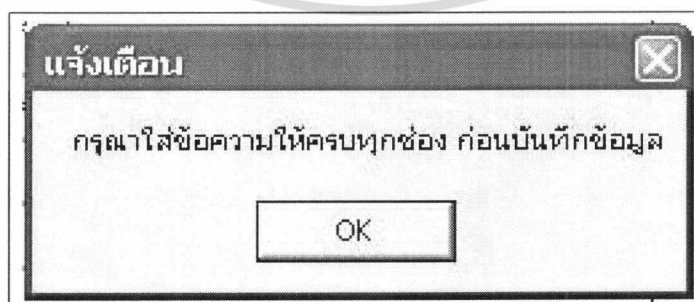 แจ้งเตือน
กรุณาใส่ข้อความให้ครบทุกช่อง ก่อนบันทึกข้อมูล
OK